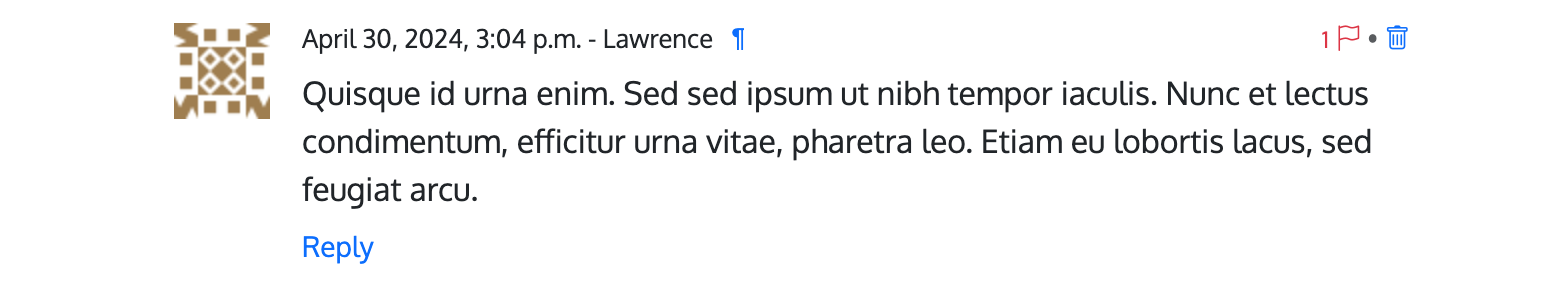 April 30, 2024, 3:04 p.m. - Lawrence ¶ 1 •
Quisque id urna enim. Sed sed ipsum ut nibh tempor iaculis. Nunc et lectus
condimentum, efficitur urna vitae, pharetra leo. Etiam eu lobortis lacus, sed
feugiat arcu.
Reply